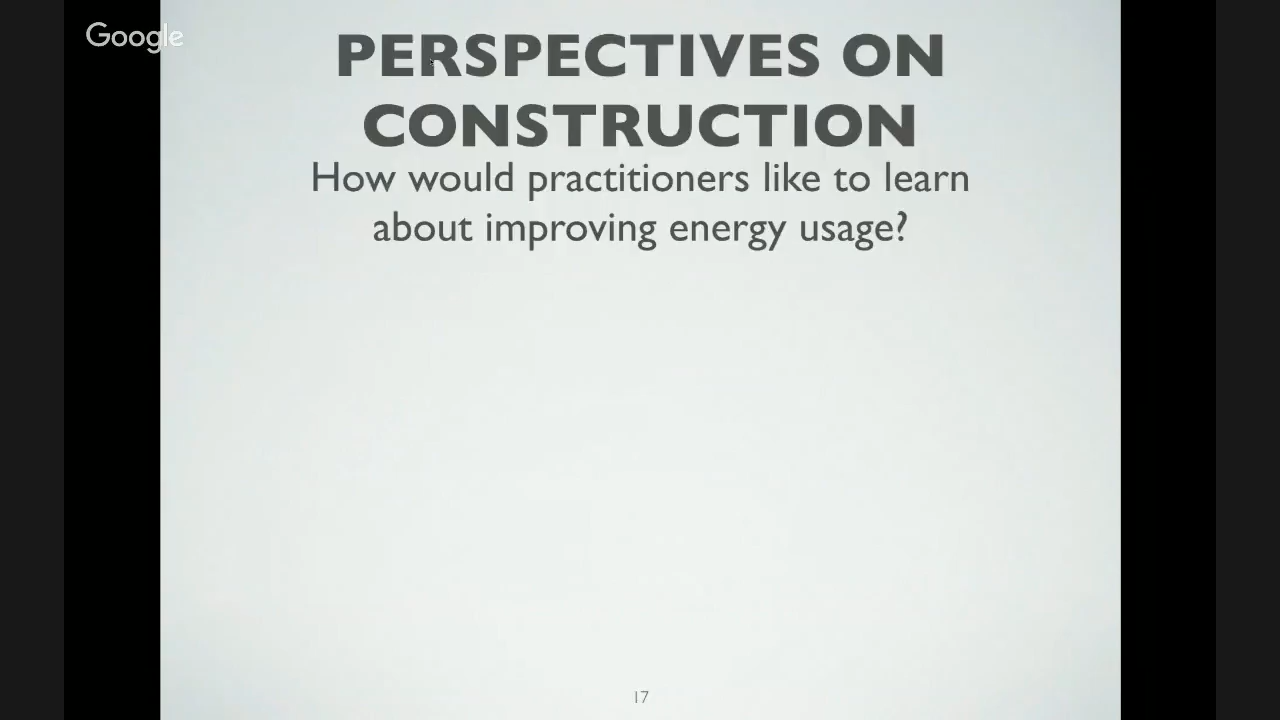 Google
PERSPECTIVES ON
CONSTRUCTION
How would practitioners like to learn
about improving energy usage?
17